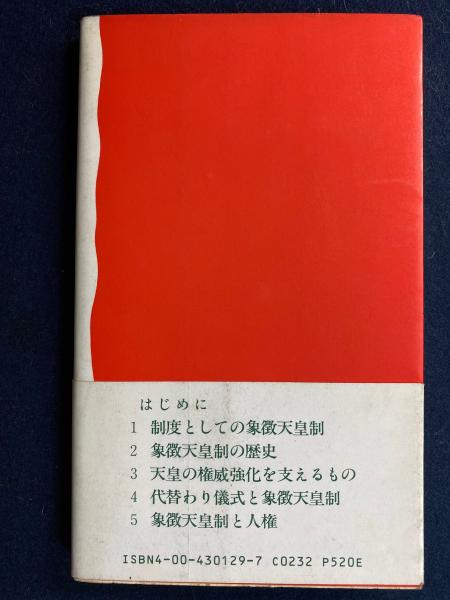 はじめに
1 制度としての象徴天皇制
2 象徴天皇制の歴史
3 天皇の権威強化を支えるもの
4 代替わり儀式と象徴天皇制
5 象徴天皇制と人権
ISBN4-00-430129-7 C0232 P520E